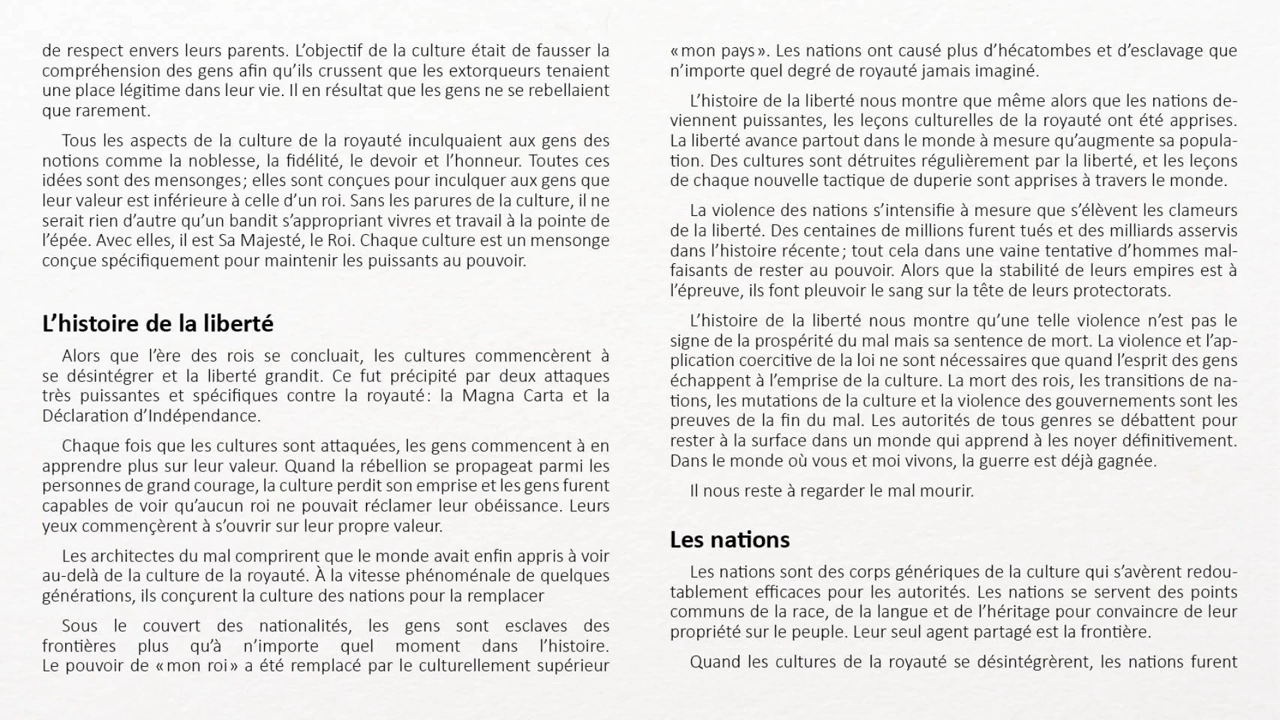 de respect envers leurs parents. L’objectif de la culture était de fausser la
compréhension des gens afin qu’ils crussent que les extorqueurs tenaient
une place légitime dans leur vie. Il en résultat que les gens ne se rebellaient
que rarement.
Tous les aspects de la culture de la royauté inculquaient aux gens des
notions comme la noblesse, la fidélité, le devoir et l’honneur. Toutes ces
idées sont des mensonges ; elles sont conçues pour inculquer aux gens que
leur valeur est inférieure à celle d’un roi. Sans les parures de la culture, il ne
serait rien d’autre qu’un bandit s’appropriant vivres et travail à la pointe de
l’épée. Avec elles, il est Sa Majesté, le Roi. Chaque culture est un mensonge
conçue spécifiquement pour maintenir les puissants au pouvoir.
L’histoire de la liberté
Alors que l’ère des rois se concluait, les cultures commencèrent à
se désintégrer et la liberté grandit. Ce fut précipité par deux attaques
très puissantes et spécifiques contre la royauté : la Magna Carta et la
Déclaration d’Indépendance.
Chaque fois que les cultures sont attaquées, les gens commencent à en
apprendre plus sur leur valeur. Quand la rébellion se propageat parmi les
personnes de grand courage, la culture perdit son emprise et les gens furent
capables de voir qu’aucun roi ne pouvait réclamer leur obéissance. Leurs
yeux commençèrent à s’ouvrir sur leur propre valeur.
Les architectes du mal comprirent que le monde avait enfin appris à voir
au-delà de la culture de la royauté. À la vitesse phénoménale de quelques
générations, ils conçurent la culture des nations pour la remplacer
Sous le couvert des nationalités, les gens sont esclaves des
frontières plus qu’à n’importe quel moment dans l’histoire.
Le pouvoir de « mon roi » a été remplacé par le culturellement supérieur
« mon pays ». Les nations ont causé plus d’hécatombes et d’esclavage que
n’importe quel degré de royauté jamais imaginé.
L’histoire de la liberté nous montre que même alors que les nations de-
viennent puissantes, les leçons culturelles de la royauté ont été apprises.
La liberté avance partout dans le monde à mesure qu’augmente sa popula-
tion. Des cultures sont détruites régulièrement par la liberté, et les leçons
de chaque nouvelle tactique de duperie sont apprises à travers le monde.
La violence des nations s’intensifie à mesure que s’élèvent les clameurs
de la liberté. Des centaines de millions furent tués et des milliards asservis
dans l’histoire récente ; tout cela dans une vaine tentative d’hommes mal-
faisants de rester au pouvoir. Alors que la stabilité de leurs empires est à
l’épreuve, ils font pleuvoir le sang sur la tête de leurs protectorats.
L’histoire de la liberté nous montre qu’une telle violence n’est pas le
signe de la prospérité du mal mais sa sentence de mort. La violence et l’ap-
plication coercitive de la loi ne sont nécessaires que quand l’esprit des gens
échappent à l’emprise de la culture. La mort des rois, les transitions de na-
tions, les mutations de la culture et la violence des gouvernements sont les
preuves de la fin du mal. Les autorités de tous genres se débattent pour
rester à la surface dans un monde qui apprend à les noyer définitivement.
Dans le monde où vous et moi vivons, la guerre est déjà gagnée.
Il nous reste à regarder le mal mourir.
Les nations
Les nations sont des corps génériques de la culture qui s’avèrent redou-
tablement efficaces pour les autorités. Les nations se servent des points
communs de la race, de la langue et de l’héritage pour convaincre de leur
propriété sur le peuple. Leur seul agent partagé est la frontière.
Quand les cultures de la royauté se désintégrèrent, les nations furent